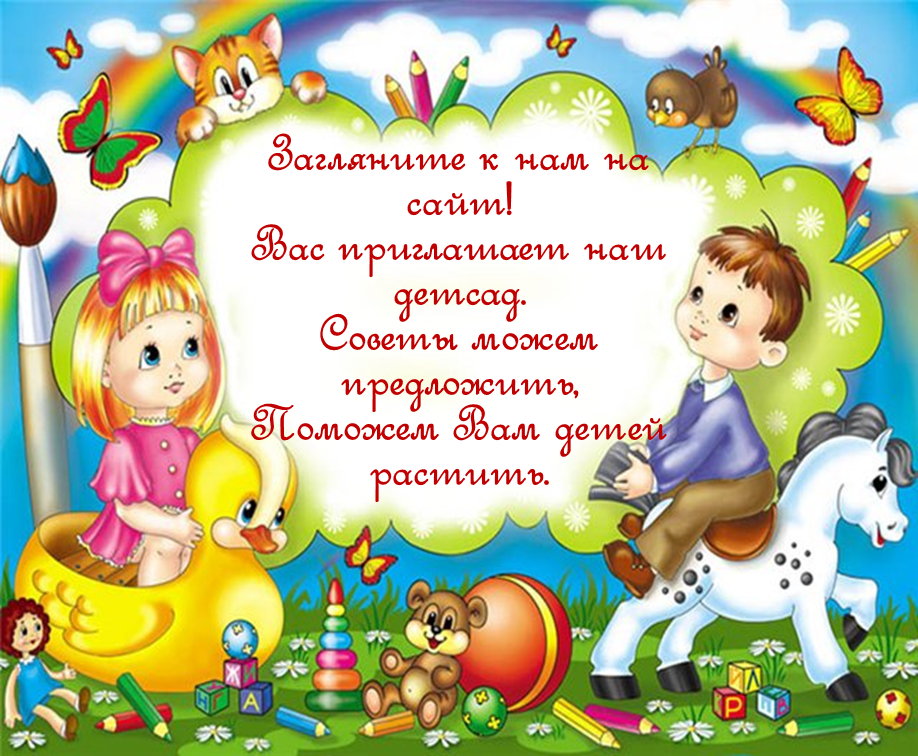 Загляните к нам на
сайт!
Вас приглашает наш
детсад.
Советы можем
предложить,
Поможем Вам детей
растить.
Ж И
Н Г А
И Л
Р П